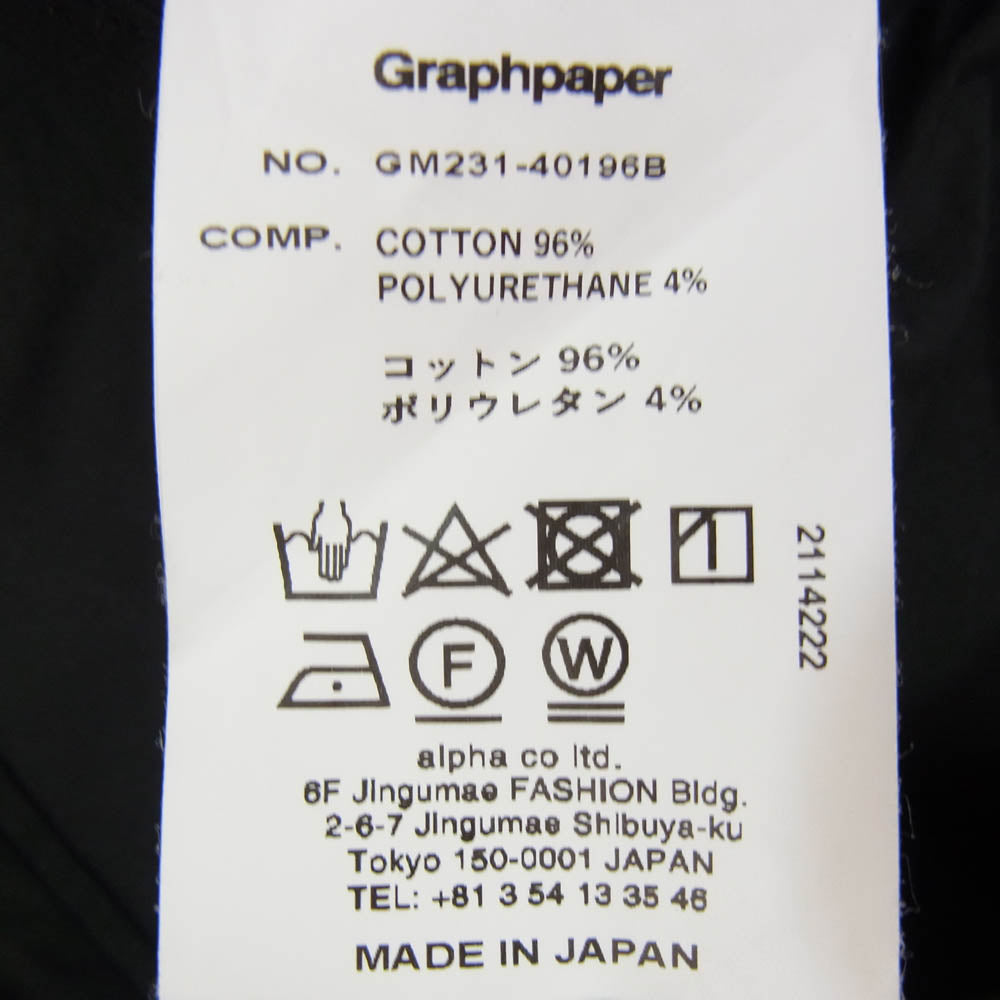 Graphpaper
NO. GM231-40196B
COMP. COTTON 96%
POLYURETHANE 4%
コットン 96%
ポリウレタン 4%
2114222
F W
alpha co ltd.
6F Jingumae FASHION Bldg.
2-6-7 Jingumae Shibuya-ku
Tokyo 150-0001 JAPAN
TEL: +81 3 54 13 35 46
MADE IN JAPAN